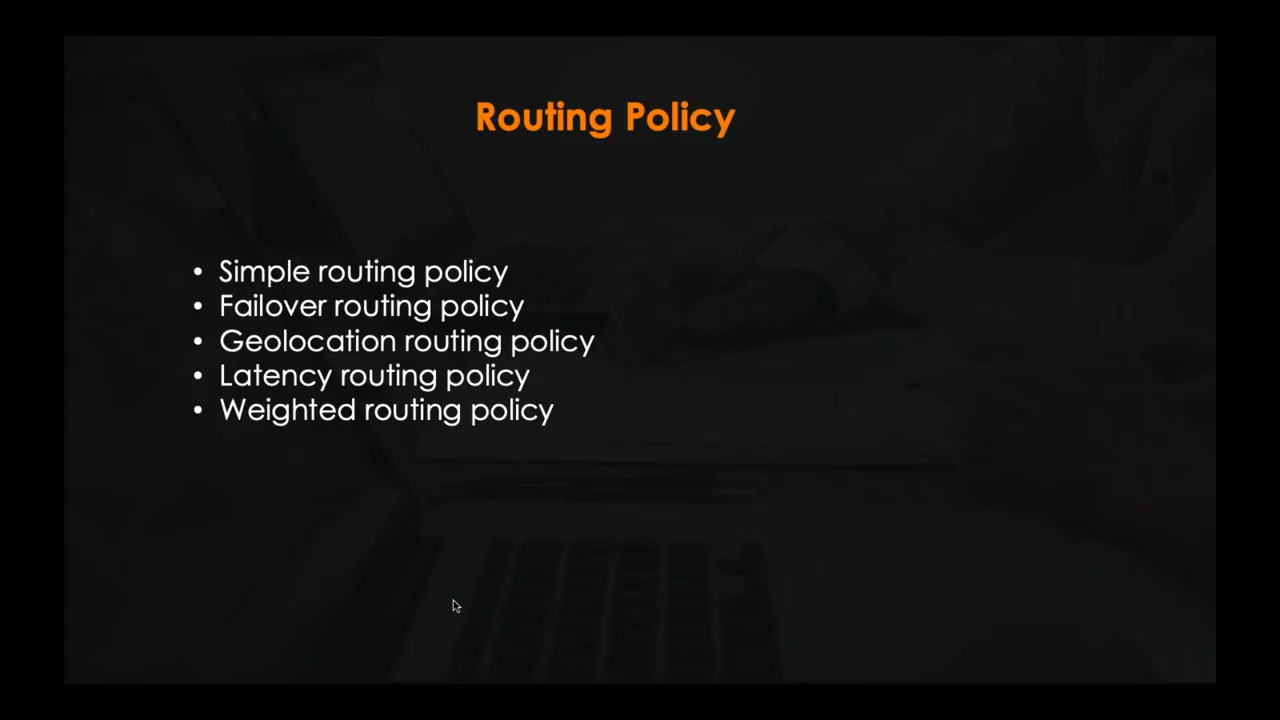 Routing Policy
• Simple routing policy
• Failover routing policy
• Geolocation routing policy
• Latency routing policy
• Weighted routing policy